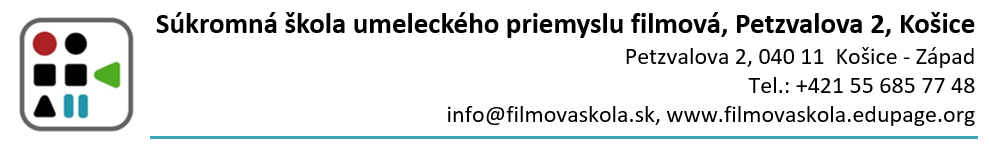 Súkromná škola umeleckého priemyslu filmová, Petzvalova 2, Košice
Petzvalova 2, 040 11  Košice - Západ
Tel.: +421 55 685 77 48
info@filmovaskola.sk, www.filmovaskola.edupage.org